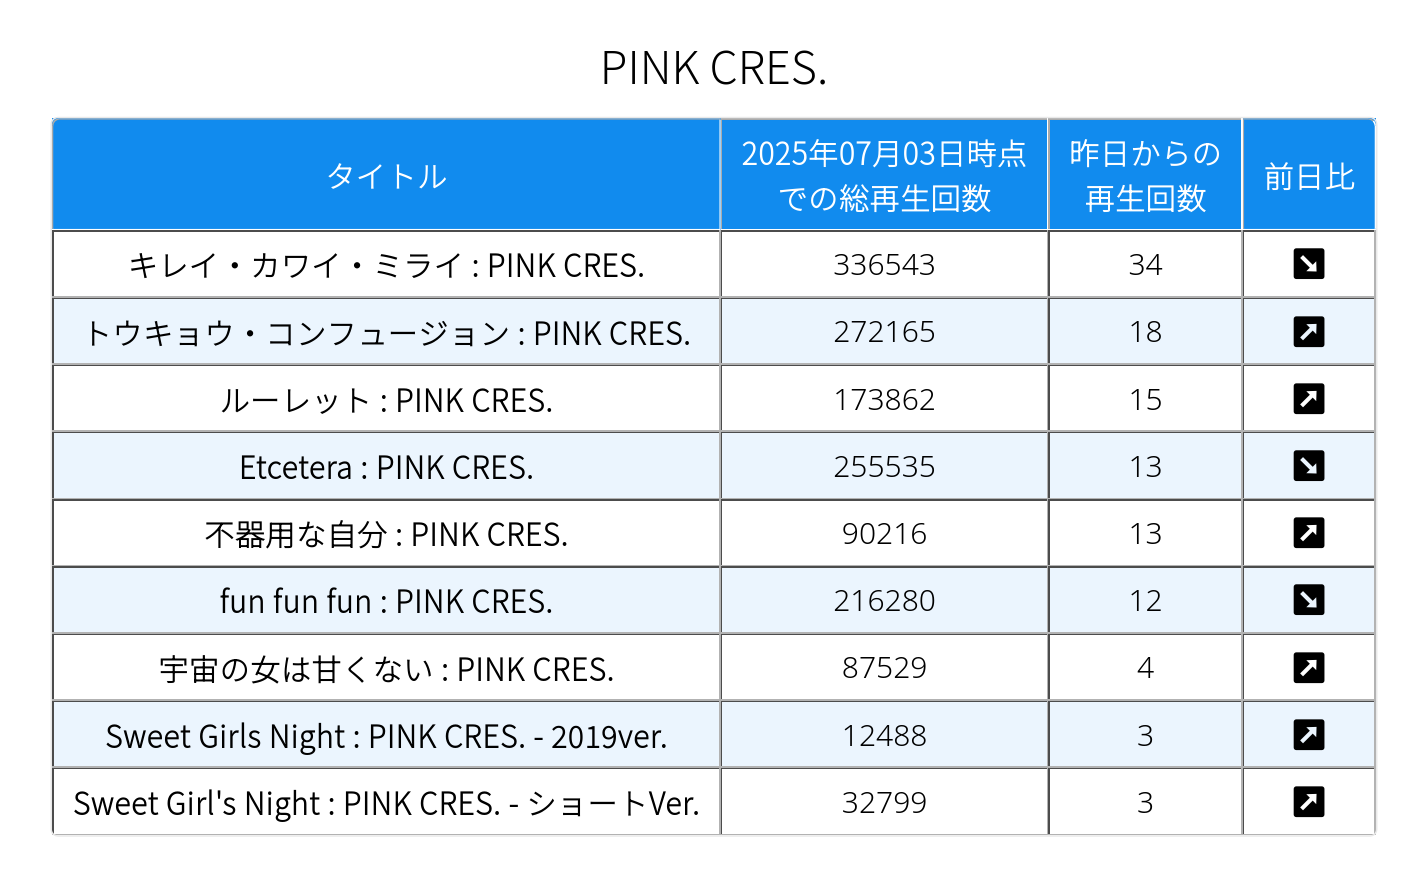 PINK CRES.
タイトル
2025年07月03日時点
での総再生回数
昨日からの
再生回数
前日比
キレイ・カワイ・ミライ : PINK CRES.
336543
34
トウキョウ・コンフュージョン : PINK CRES.
272165
18
ルーレット : PINK CRES.
173862
15
Etcetera : PINK CRES.
255535
13
不器用な自分 : PINK CRES.
90216
13
fun fun fun : PINK CRES.
216280
12
宇宙の女は甘くない : PINK CRES.
87529
4
Sweet Girls Night : PINK CRES. - 2019ver.
12488
3
Sweet Girl's Night : PINK CRES. - ショートVer.
32799
3